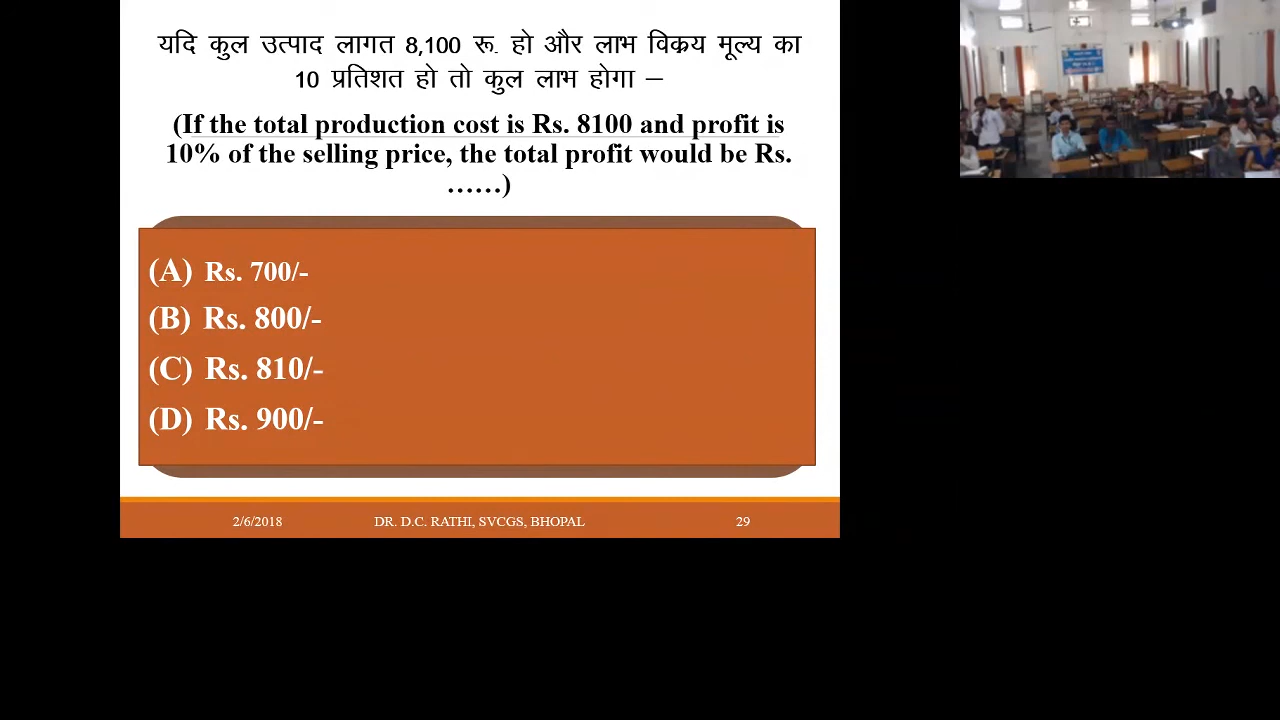 यदि कुल उत्पाद लागत 8,100 रू. हो और लाभ विक्रय मूल्य का
10 प्रतिशत हो तो कुल लाभ होगा –
(If the total production cost is Rs. 8100 and profit is
10% of the selling price, the total profit would be Rs.
……)
(A) Rs. 700/-
(B) Rs. 800/-
(C) Rs. 810/-
(D) Rs. 900/-
2/6/2018 DR. D.C. RATHI, SVCGS, BHOPAL 29